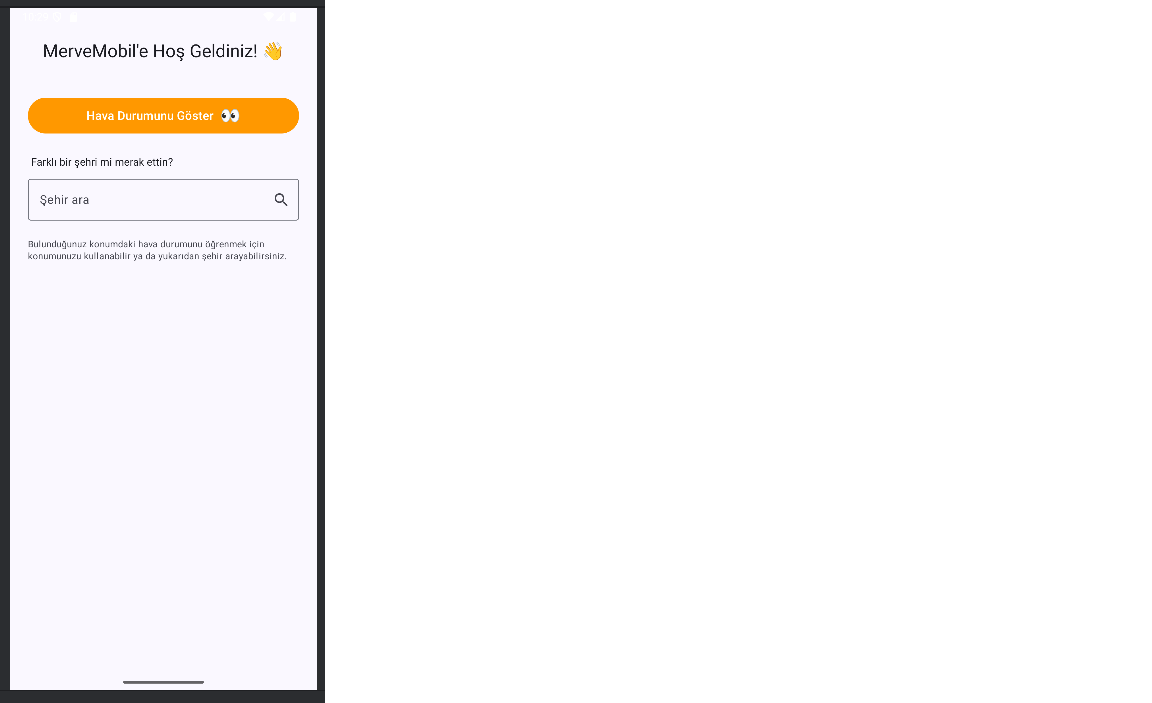 MerveMobil'e Hoş Geldiniz! 👋
Hava Durumunu Göster 👀
Farklı bir şehri mi merak ettin?
Şehir ara
Bulunduğunuz konumdaki hava durumunu öğrenmek için
konumunuzu kullanabilir ya da yukarıdan şehir arayabilirsiniz.